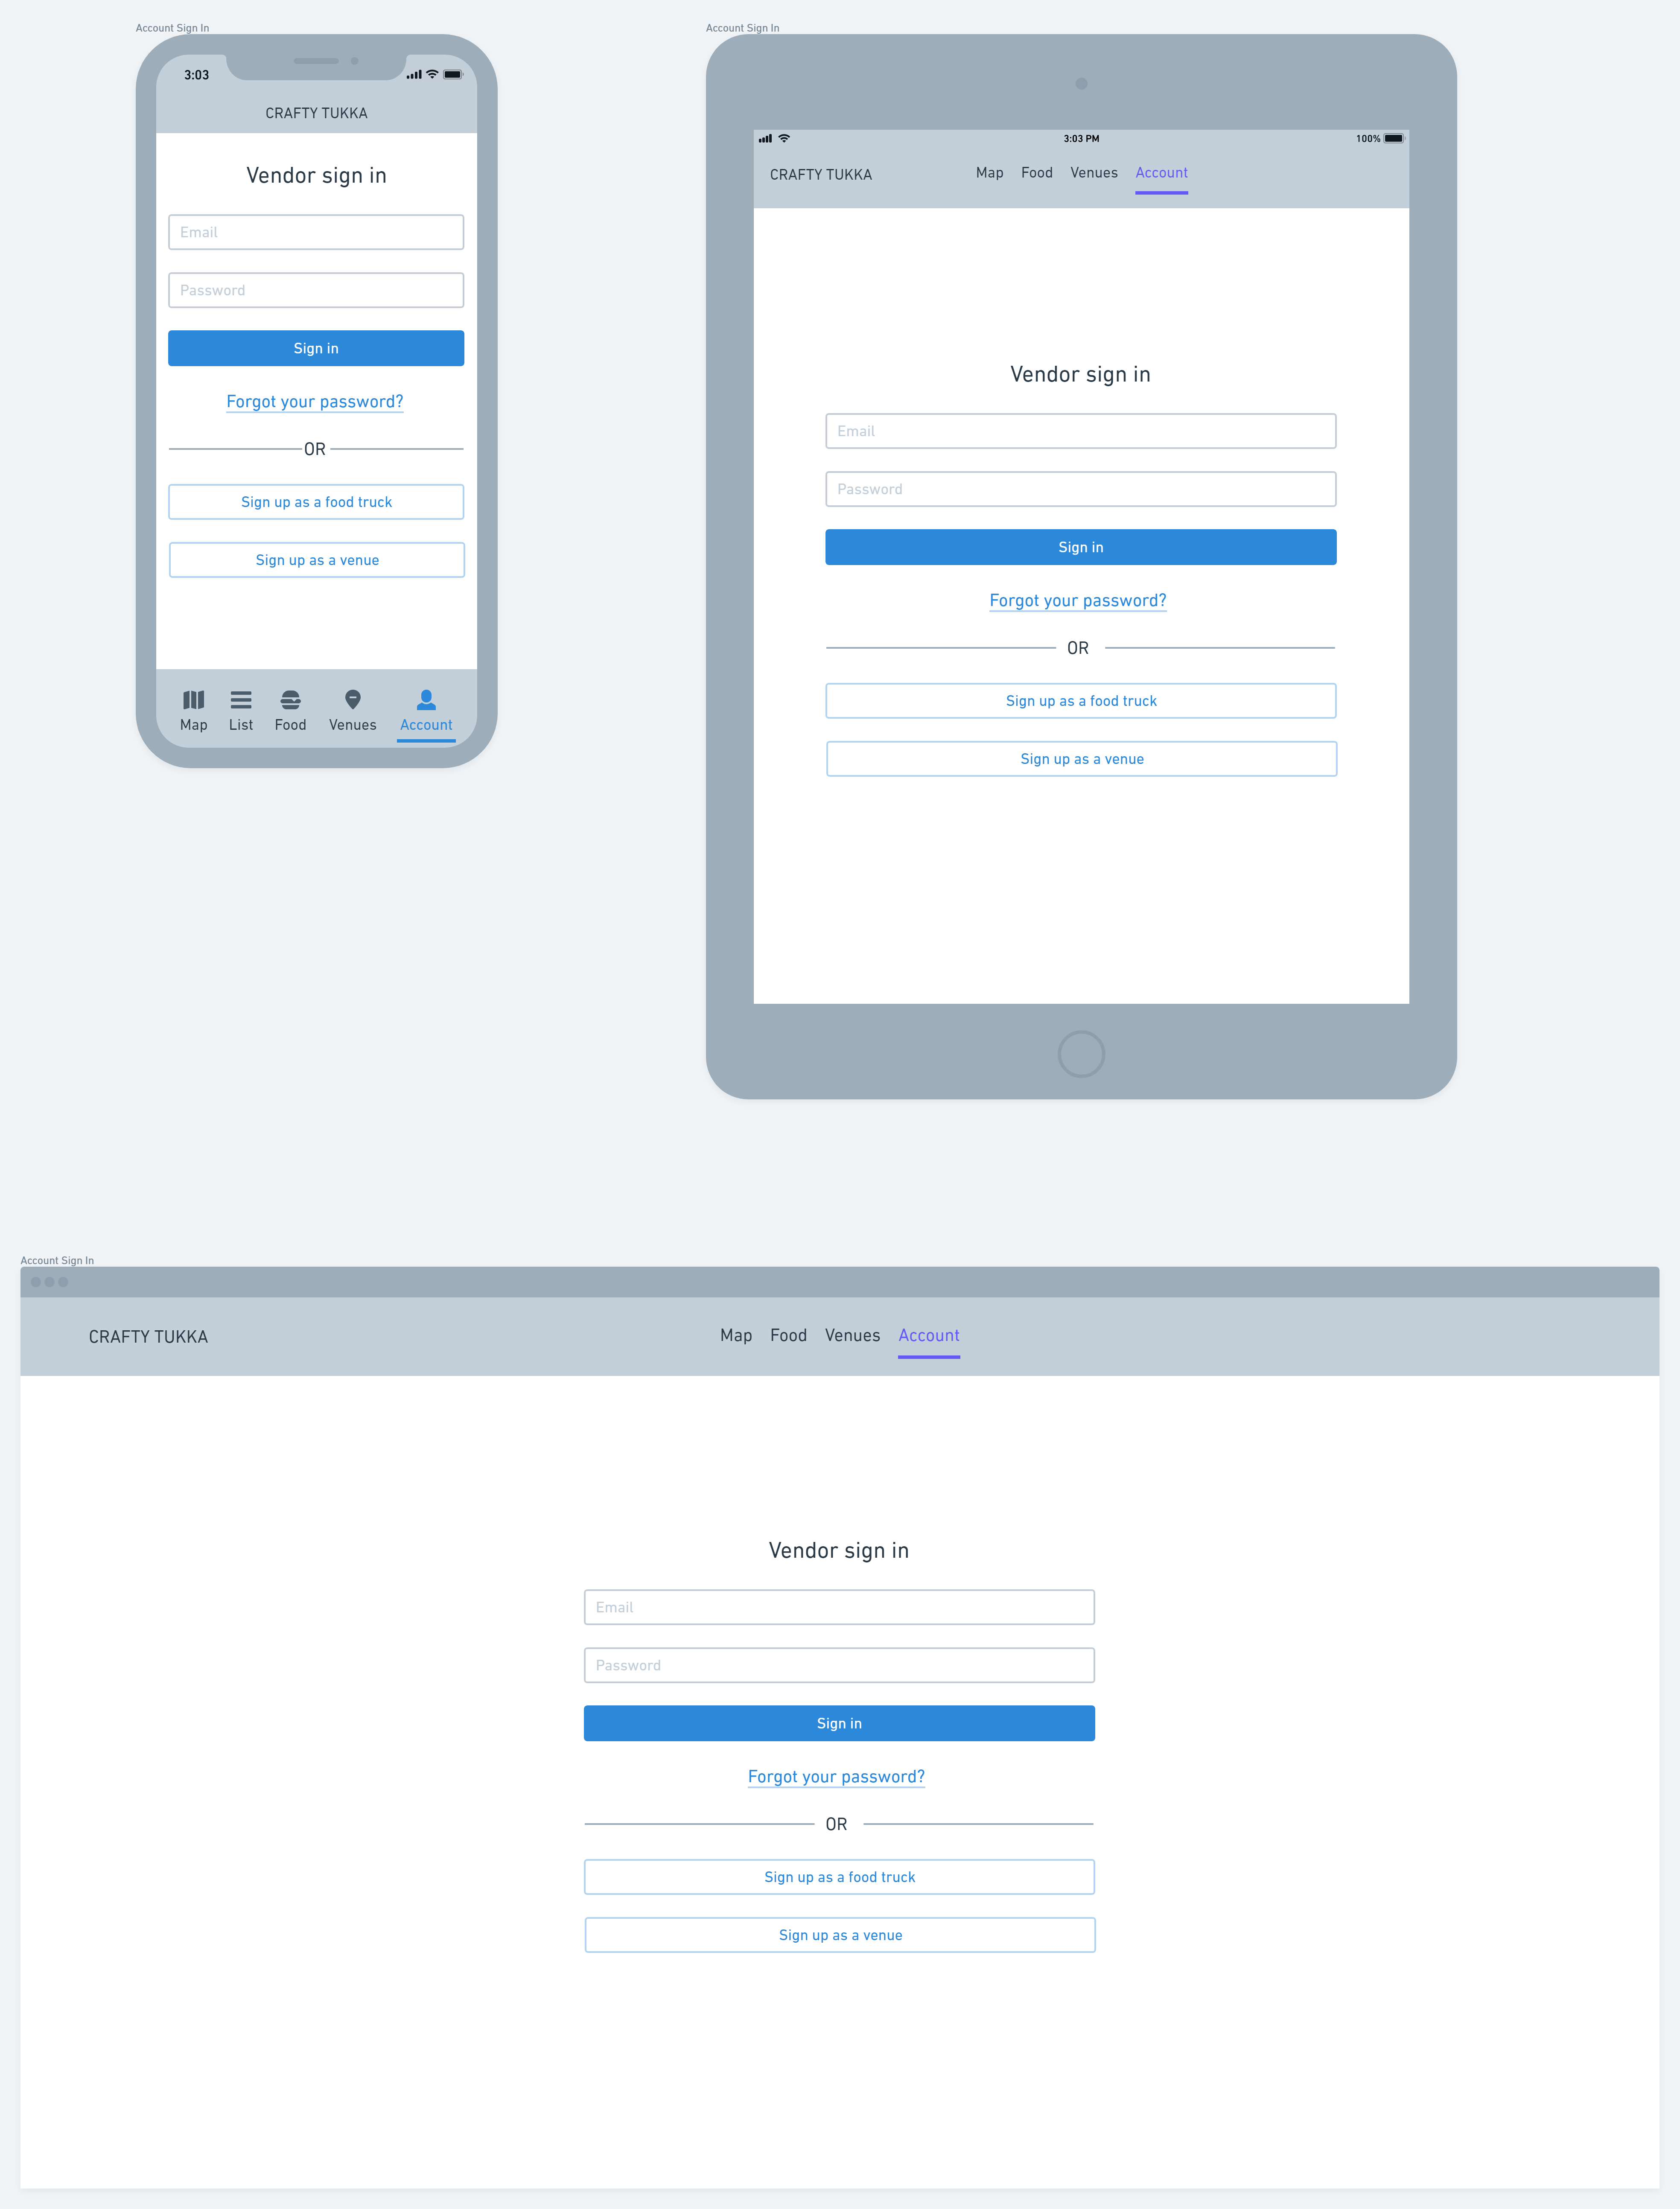 Account Sign In
3:03
CRAFTY TUKKA
Vendor sign in
Email
Password
Sign in
Forgot your password?
OR
Sign up as a food truck
Sign up as a venue
Map List Food Venues Account
Account Sign In
3:03 PM 100%
CRAFTY TUKKA Map Food Venues Account
Vendor sign in
Email
Password
Sign in
Forgot your password?
OR
Sign up as a food truck
Sign up as a venue
Account Sign In
CRAFTY TUKKA Map Food Venues Account
Vendor sign in
Email
Password
Sign in
Forgot your password?
OR
Sign up as a food truck
Sign up as a venue